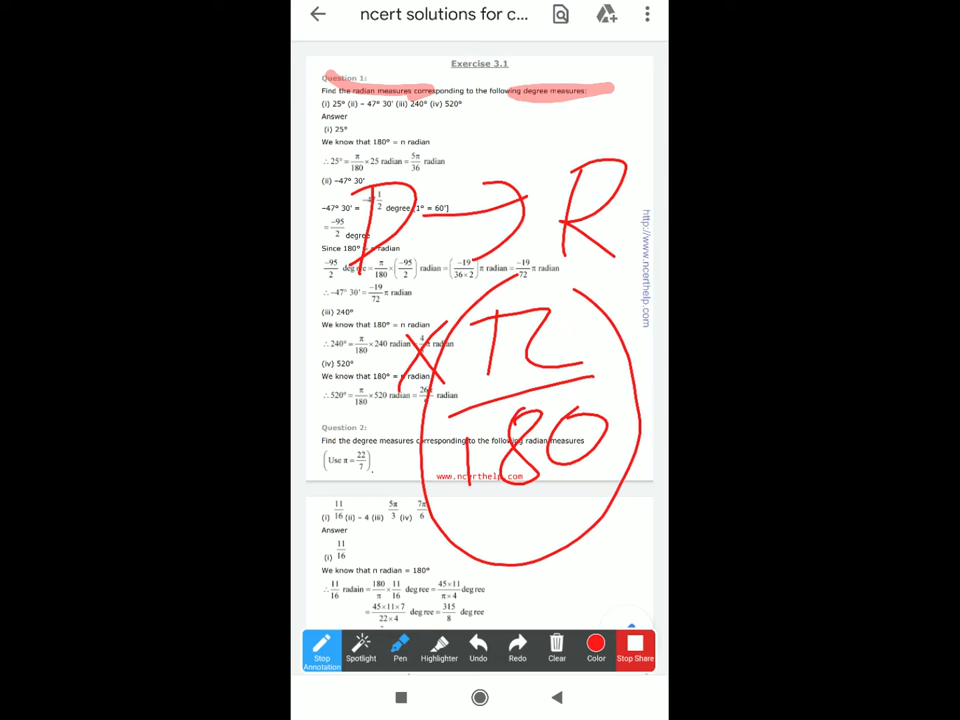 ncert solutions for c...
Exercise 3.1
Question 1:
Find the radian measures corresponding to the following degree measures:
(i) 25° (ii) – 47° 30' (iii) 240° (iv) 520°
Answer
(i) 25°
We know that 180° = π radian
∴ 25° = π/180 × 25 radian = 5π/36 radian
(ii) –47° 30'
–47° 30' = –47 1/2 degree [1° = 60']
= –95/2 degree
Since 180° = π radian
–95/2 degree = π/180 × (–95/2) radian = (–19/36×2) π radian = –19/72 π radian
∴ –47° 30' = –19/72 π radian
(iii) 240°
We know that 180° = π radian
∴ 240° = π/180 × 240 radian = 4 π radian
(iv) 520°
We know that 180° = π radian
∴ 520° = π/180 × 520 radian = 26π radian
D → R
× π/180
Question 2:
Find the degree measures corresponding to the following radian measures
(Use π = 22/7).
www.ncerthelp.com
http://www.ncerthelp.com
(i) 11/16 (ii) – 4 (iii) 5π/3 (iv) 7π/6
Answer
(i) 11/16
We know that π radian = 180°
∴ 11/16 radain = 180/π × 11/16 degree = 45×11/π×4 degree
= 45×11×7/22×4 degree = 315/8 degree
Stop Annotation
Spotlight
Pen
Highlighter
Undo
Redo
Clear
Color
Stop Share